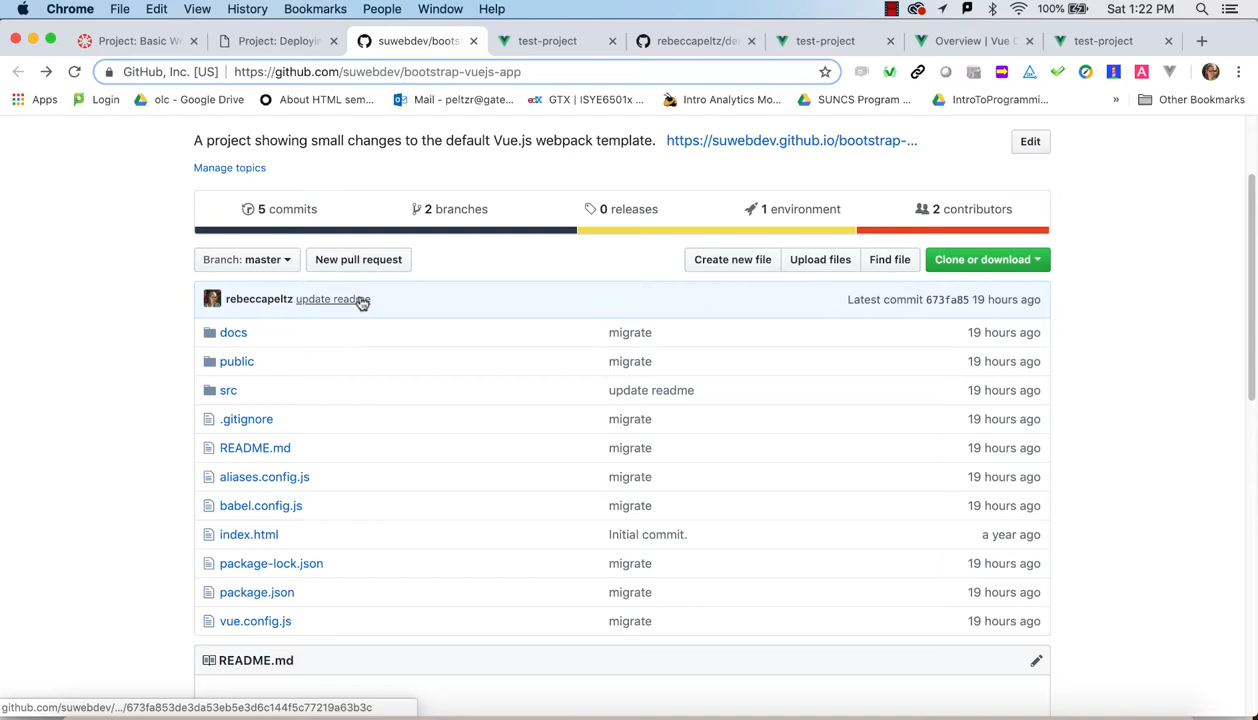 Chrome File Edit View History Bookmarks People Window Help 100% Sat 1:22 PM
Project: Basic W Project: Deployin suwebdev/boots test-project rebeccapeltz/de test-project Overview | Vue C test-project
GitHub, Inc. [US] https://github.com/suwebdev/bootstrap-vuejs-app
Apps Login olc - Google Drive About HTML sem... Mail - peltzr@gate... GTX | ISYE6501x ... Intro Analytics Mo... SUNCS Program ... IntroToProgrammi... » Other Bookmarks
A project showing small changes to the default Vue.js webpack template. https://suwebdev.github.io/bootstrap-... Edit
Manage topics
5 commits 2 branches 0 releases 1 environment 2 contributors
Branch: master New pull request Create new file Upload files Find file Clone or download
rebeccapeltz update readme Latest commit 673fa85 19 hours ago
docs migrate 19 hours ago
public migrate 19 hours ago
src update readme 19 hours ago
.gitignore migrate 19 hours ago
README.md migrate 19 hours ago
aliases.config.js migrate 19 hours ago
babel.config.js migrate 19 hours ago
index.html Initial commit. a year ago
package-lock.json migrate 19 hours ago
package.json migrate 19 hours ago
vue.config.js migrate 19 hours ago
README.md
github.com/suwebdev/.../673fa853de3da53eb5e3d6c144f5c77219a63b3c